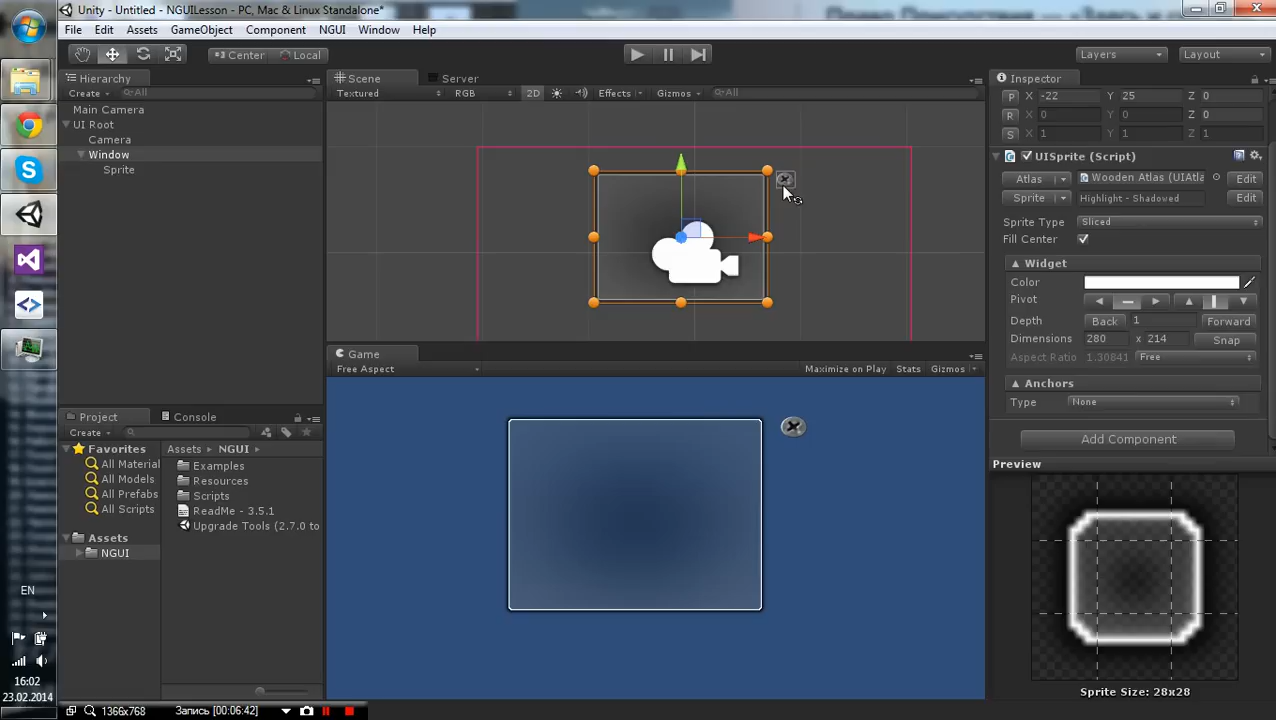 Unity - Untitled - NGUILesson - PC, Mac & Linux Standalone*
File Edit Assets GameObject Component NGUI Window Help
Center Local Layers Layout
Hierarchy
Create All
Main Camera
UI Root
Camera
Window
Sprite
Scene Server
Textured RGB 2D Effects Gizmos All
Game
Free Aspect Maximize on Play Stats Gizmos
Inspector
P X -22 Y 25 Z 0
R X 0 Y 0 Z 0
S X 1 Y 1 Z 1
UISprite (Script)
Atlas Wooden Atlas (UIAtla Edit
Sprite Highlight - Shadowed Edit
Sprite Type Sliced
Fill Center
Widget
Color
Pivot
Depth Back 1 Forward
Dimensions 280 x 214 Snap
Aspect Ratio 1.30841 Free
Anchors
Type None
Add Component
Preview
Sprite Size: 28x28
Project Console
Create
Favorites
All Material
All Models
All Prefabs
All Scripts
Assets
NGUI
Assets NGUI
Examples
Resources
Scripts
ReadMe - 3.5.1
Upgrade Tools (2.7.0 to
EN
16:02
23.02.2014
1366x768 Запись [00:06:42]